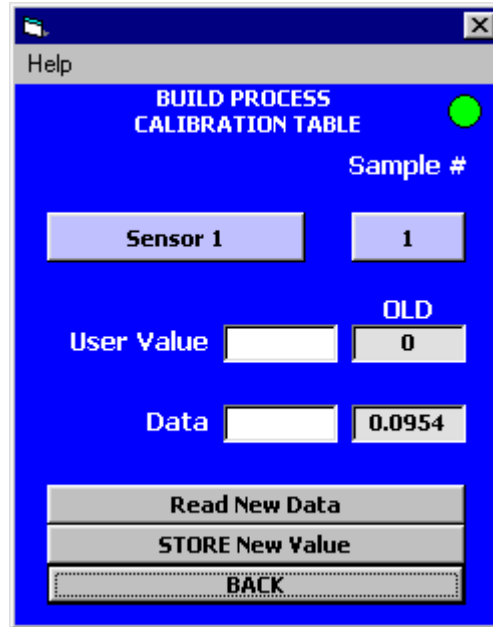 Help
BUILD PROCESS
CALIBRATION TABLE
Sample #
Sensor 1 1
OLD
User Value 0
Data 0.0954
Read New Data
STORE New Value
BACK